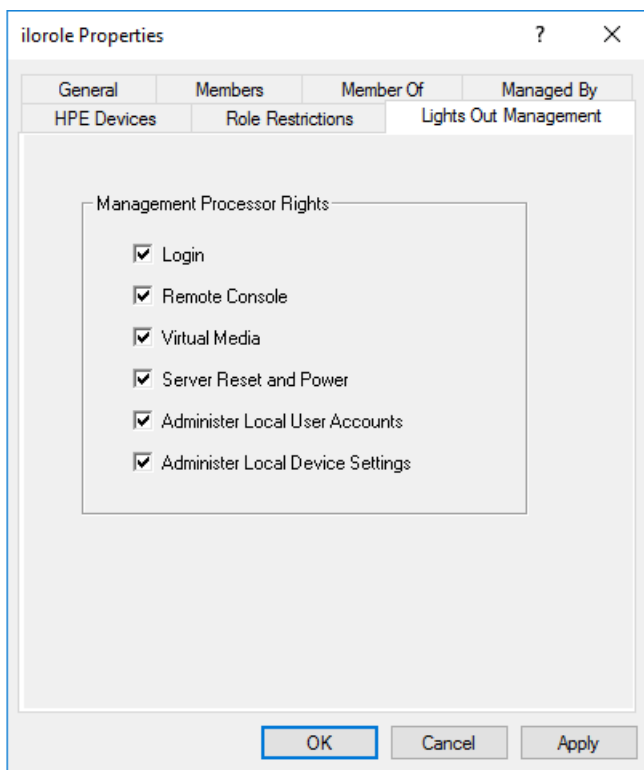 ilorole Properties
?
General Members Member Of Managed By
HPE Devices Role Restrictions Lights Out Management
Management Processor Rights
Login
Remote Console
Virtual Media
Server Reset and Power
Administer Local User Accounts
Administer Local Device Settings
OK Cancel Apply